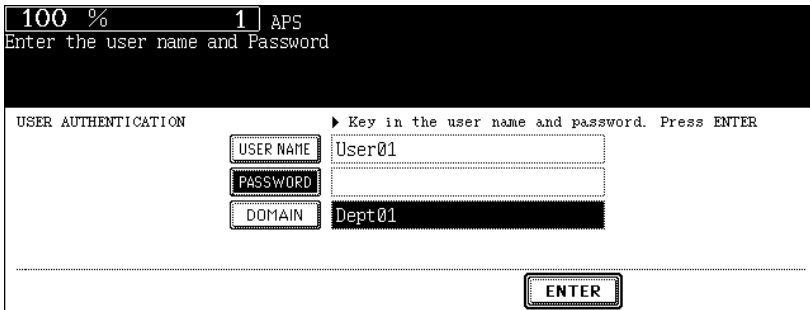 100 % 1 APS
Enter the user name and Password
USER AUTHENTICATION ▶ Key in the user name and password. Press ENTER
USER NAME User01
PASSWORD
DOMAIN Dept01
ENTER